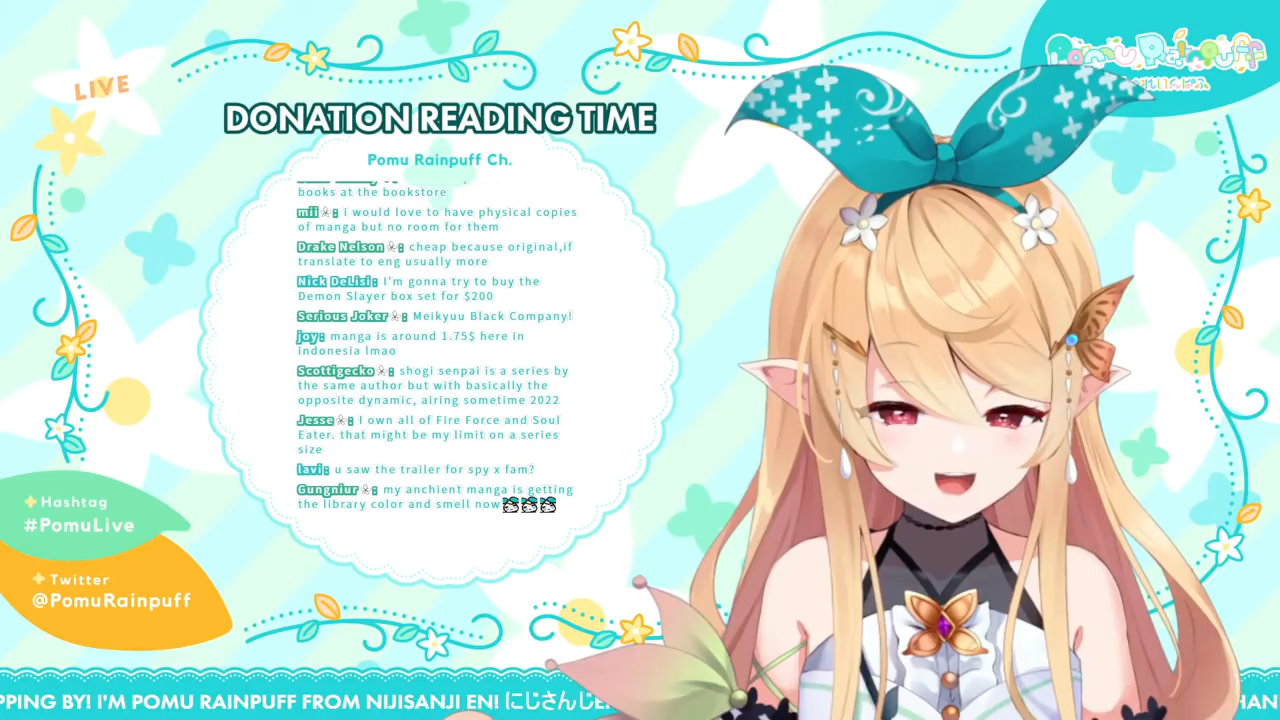 LIVE
Pomu Rainpuff
DONATION READING TIME
Pomu Rainpuff Ch.
books at the bookstore
mii: i would love to have physical copies
of manga but no room for them
Drake Nelson: cheap because original,if
translate to eng usually more
Nick DeLisi: I'm gonna try to buy the
Demon Slayer box set for $200
Serious Joker: Meikyuu Black Company!
joy: manga is around 1.75$ here in
indonesia lmao
Scottigecko: shogi senpai is a series by
the same author but with basically the
opposite dynamic, airing sometime 2022
Jesse: I own all of Fire Force and Soul
Eater. that might be my limit on a series
size
lavi: u saw the trailer for spy x fam?
Gungniur: my anchient manga is getting
the library color and smell now
Hashtag
#PomuLive
Twitter
@PomuRainpuff
PPING BY! I'M POMU RAINPUFF FROM NIJISANJI EN! にじさんじE
HAN